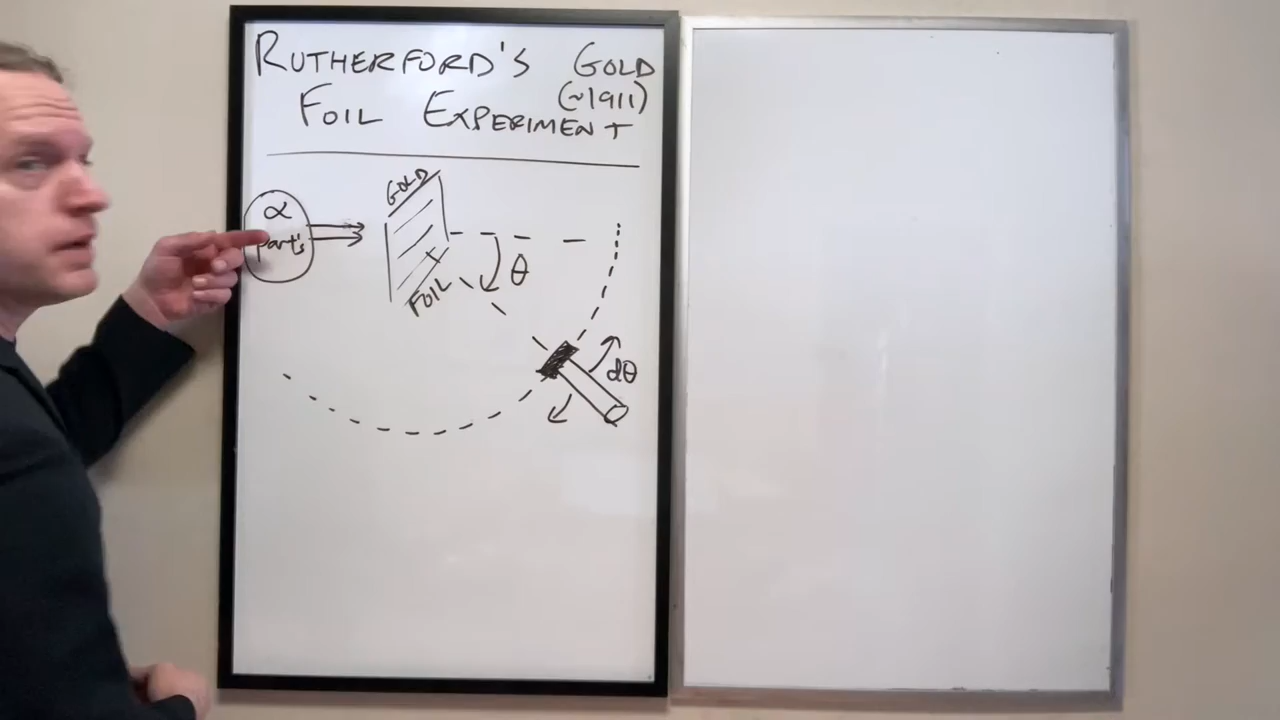 RUTHERFORD'S GOLD
(~1911)
FOIL EXPERIMENT
GOLD
FOIL
α
part's
θ
dθ